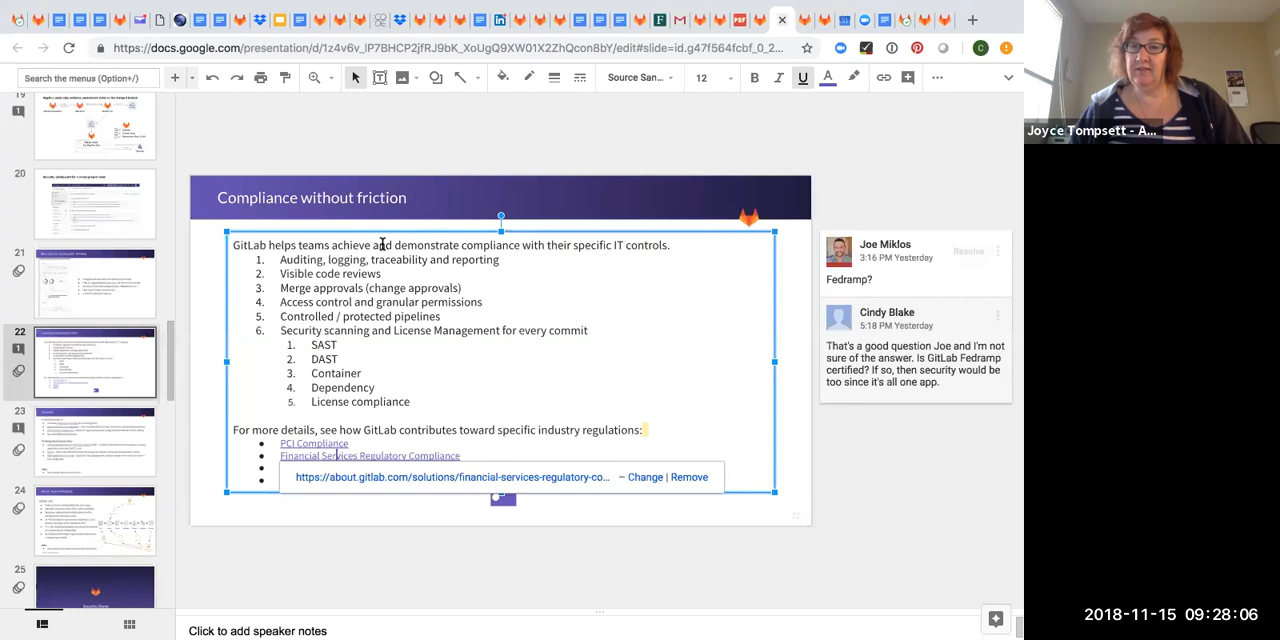 https://docs.google.com/presentation/d/1z4v6v_lP7BHCP2jfRJ9bK_XoUgQ9XW01X2ZhQcon8bY/edit#slide=id.g47f564fcbf_0_2...
C
Search the menus (Option+/)
Source San...
12
B
I
U
A
19
1
20
21
1
22
1
23
1
24
25
Compliance without friction
GitLab helps teams achieve and demonstrate compliance with their specific IT controls.
1. Auditing, logging, traceability and reporting
2. Visible code reviews
3. Merge approvals (change approvals)
4. Access control and granular permissions
5. Controlled / protected pipelines
6. Security scanning and License Management for every commit
1. SAST
2. DAST
3. Container
4. Dependency
5. License compliance
For more details, see how GitLab contributes toward specific industry regulations:
● PCI Compliance
● Financial Services Regulatory Compliance
https://about.gitlab.com/solutions/financial-services-regulatory-co... – Change | Remove
22
Joe Miklos
3:16 PM Yesterday
Resolve
Fedramp?
Cindy Blake
5:18 PM Yesterday
That's a good question Joe and I'm not
sure of the answer. Is GitLab Fedramp
certified? If so, then security would be
too since it's all one app.
Click to add speaker notes
Joyce Tompsett - A...
2018-11-15 09:28:06